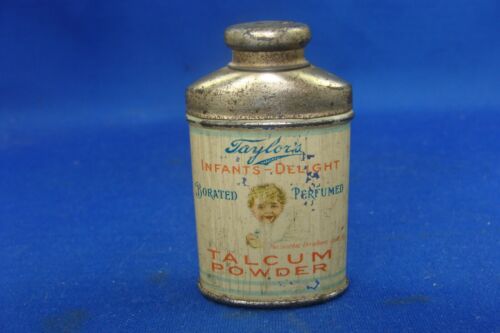 Taylor's
INFANTS-DELIGHT
BORATED PERFUMED
TALCUM
POWDER